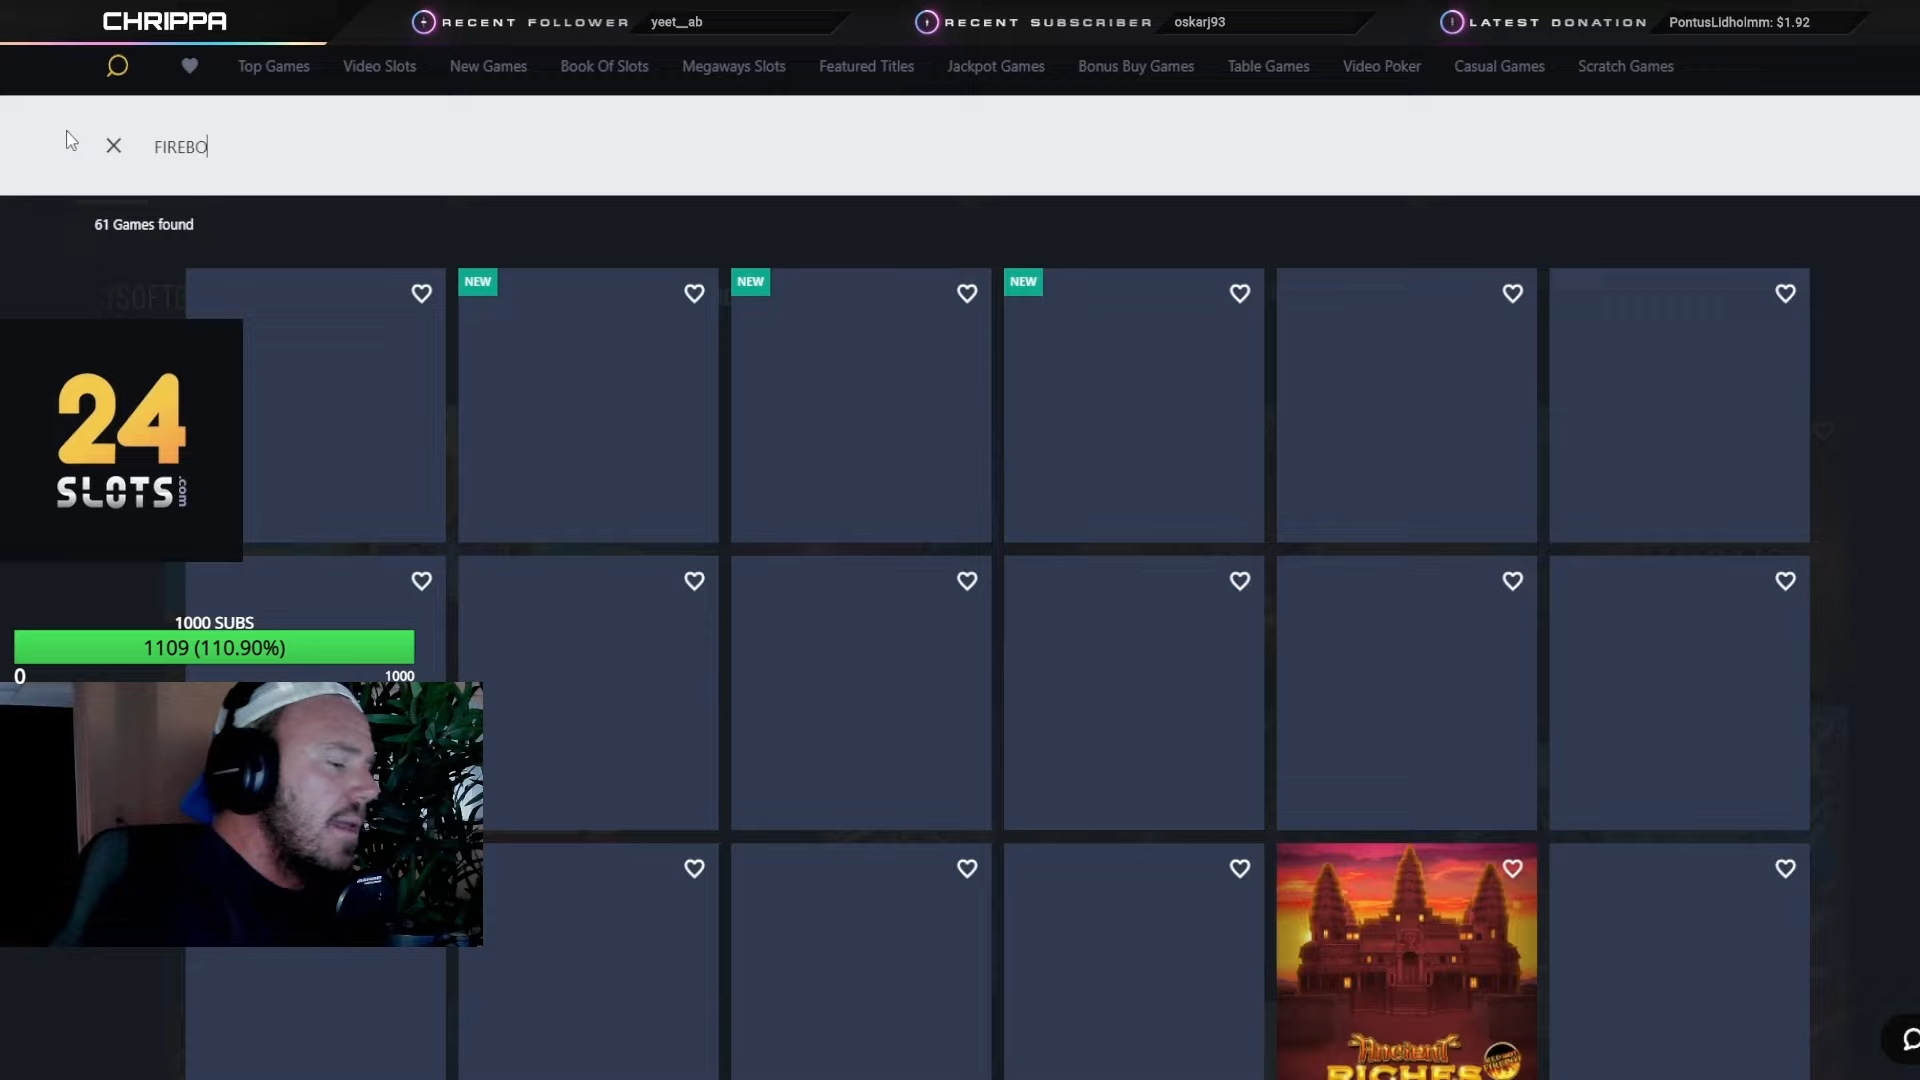 CHRIPPA
RECENT FOLLOWER yeet__ab
RECENT SUBSCRIBER oskarj93
LATEST DONATION PontusLidholmm: $1.92
Top Games Video Slots New Games Book Of Slots Megaways Slots Featured Titles Jackpot Games Bonus Buy Games Table Games Video Poker Casual Games Scratch Games
FIREBO
61 Games found
NEW NEW NEW
24
SLOTS.com
1000 SUBS
1109 (110.90%)
0 1000
Ancient
RICHES